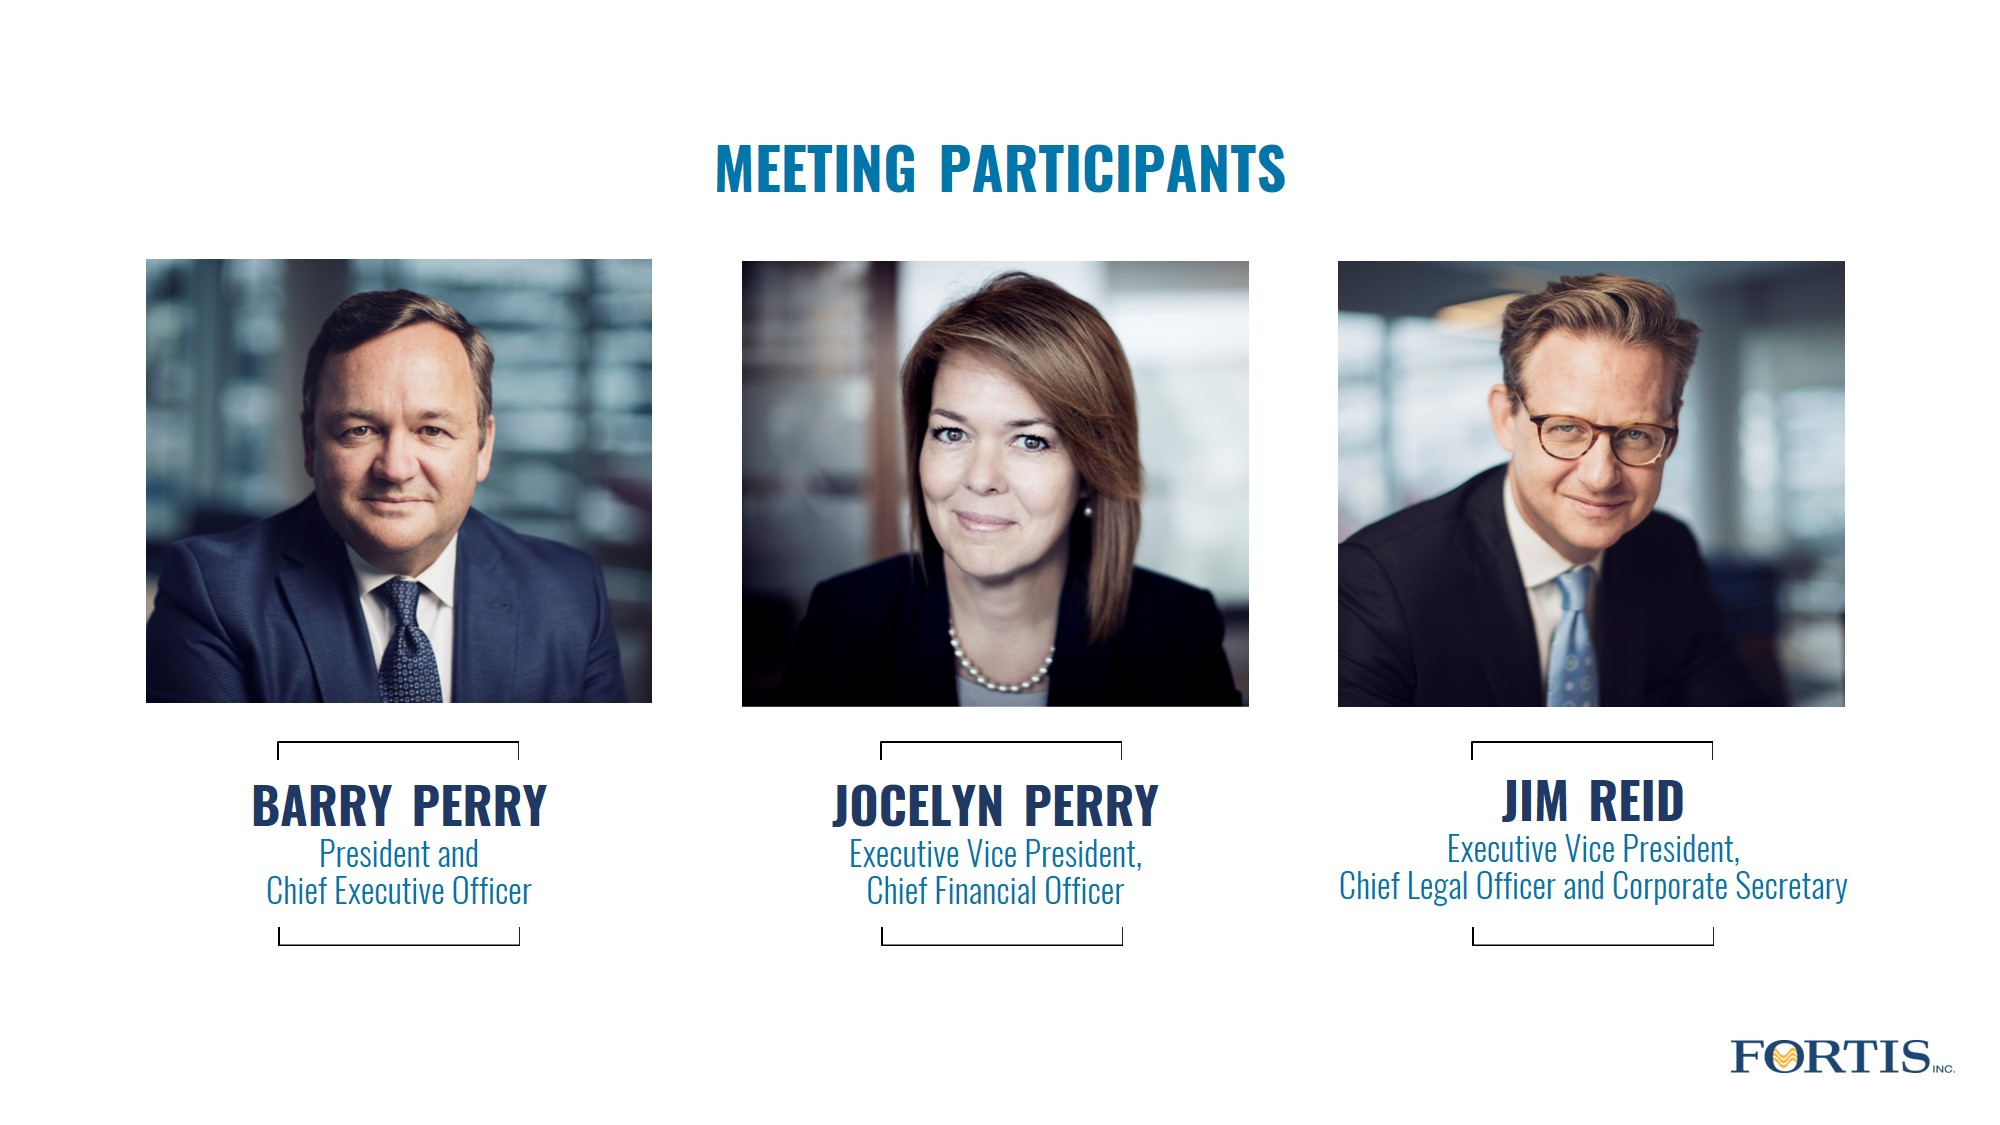 MEETING PARTICIPANTS
BARRY PERRY
President and
Chief Executive Officer
JOCELYN PERRY
Executive Vice President,
Chief Financial Officer
JIM REID
Executive Vice President,
Chief Legal Officer and Corporate Secretary
FORTIS INC.